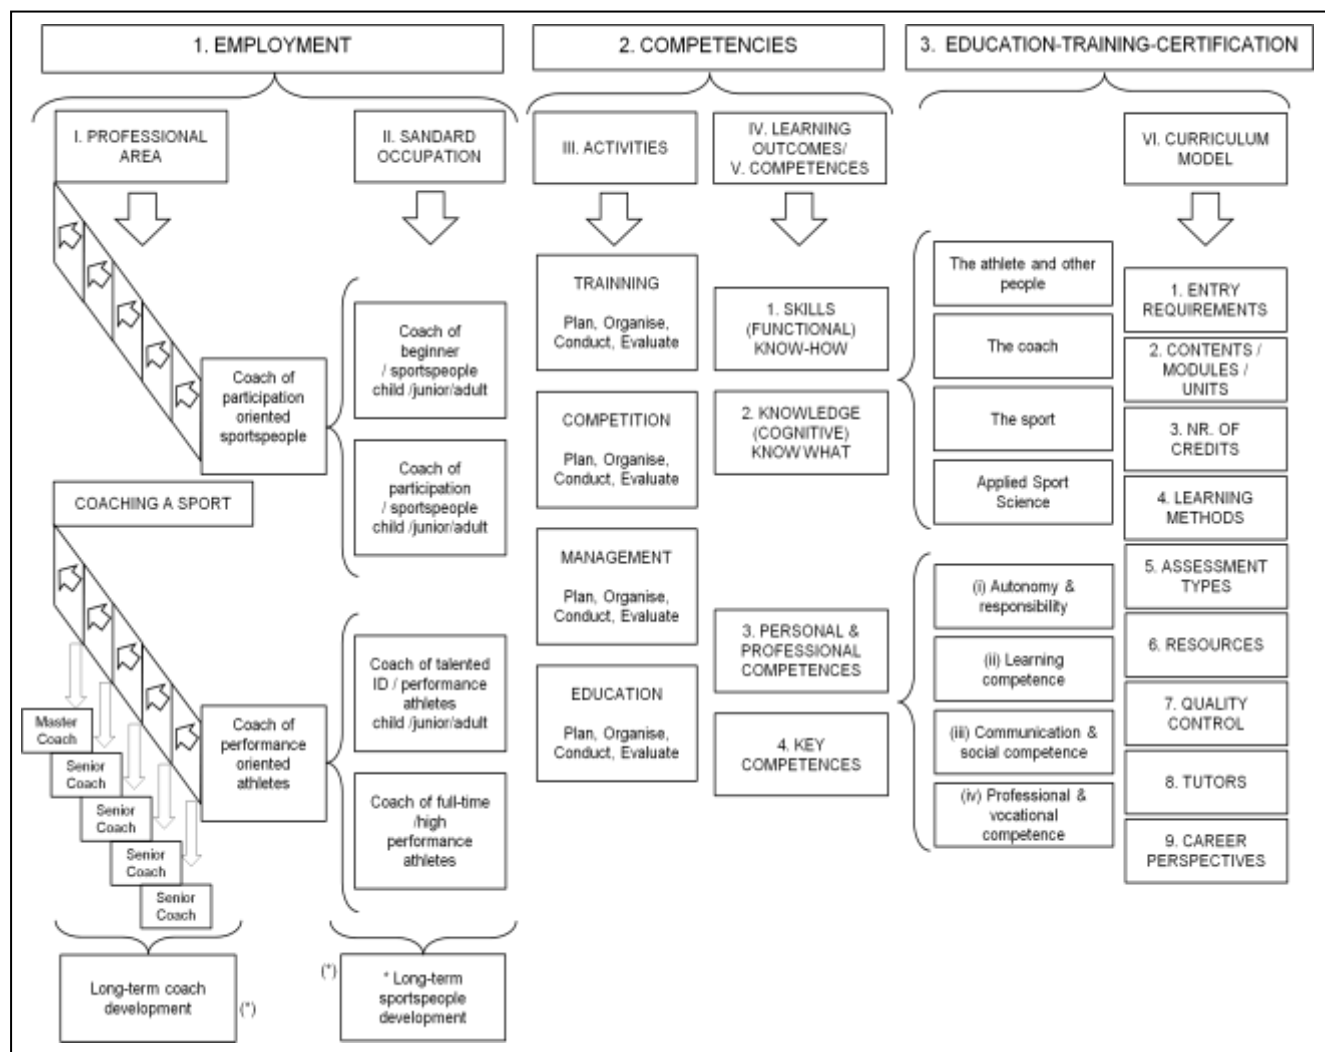 1. EMPLOYMENT
2. COMPETENCIES
3. EDUCATION-TRAINING-CERTIFICATION
I. PROFESSIONAL
AREA
II. SANDARD
OCCUPATION
III. ACTIVITIES
IV. LEARNING
OUTCOMES/
V. COMPETENCES
VI. CURRICULUM
MODEL
Coach of
participation
oriented
sportspeople
Coach of
beginner
/ sportspeople
child /junior/adult
Coach of
participation
/ sportspeople
child /junior/adult
COACHING A SPORT
Coach of
performance
oriented
athletes
Coach of talented
ID / performance
athletes
child /junior/adult
Coach of full-time
/high
performance
athletes
Master
Coach
Senior
Coach
Senior
Coach
Senior
Coach
Senior
Coach
Long-term coach
development
(*)
(*)
* Long-term
sportspeople
development
TRAINNING
Plan, Organise,
Conduct, Evaluate
COMPETITION
Plan, Organise,
Conduct, Evaluate
MANAGEMENT
Plan, Organise,
Conduct, Evaluate
EDUCATION
Plan, Organise,
Conduct, Evaluate
1. SKILLS
(FUNCTIONAL)
KNOW-HOW
2. KNOWLEDGE
(COGNITIVE)
KNOW WHAT
3. PERSONAL &
PROFESSIONAL
COMPETENCES
4. KEY
COMPETENCES
The athlete and other
people
The coach
The sport
Applied Sport
Science
(i) Autonomy &
responsibility
(ii) Learning
competence
(iii) Communication &
social competence
(iv) Professional &
vocational
competence
1. ENTRY
REQUIREMENTS
2. CONTENTS /
MODULES /
UNITS
3. NR. OF
CREDITS
4. LEARNING
METHODS
5. ASSESSMENT
TYPES
6. RESOURCES
7. QUALITY
CONTROL
8. TUTORS
9. CAREER
PERSPECTIVES